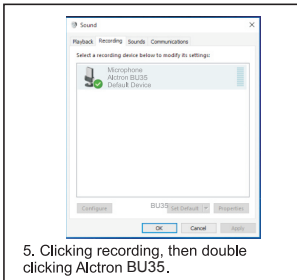 Sound
Playback Recording Sounds Communications
Select a recording device below to modify its settings:
Microphone
Alctron BU35
Default Device
Configure BU35 Set Default Properties
OK Cancel Apply
5. Clicking recording, then double
clicking Alctron BU35.